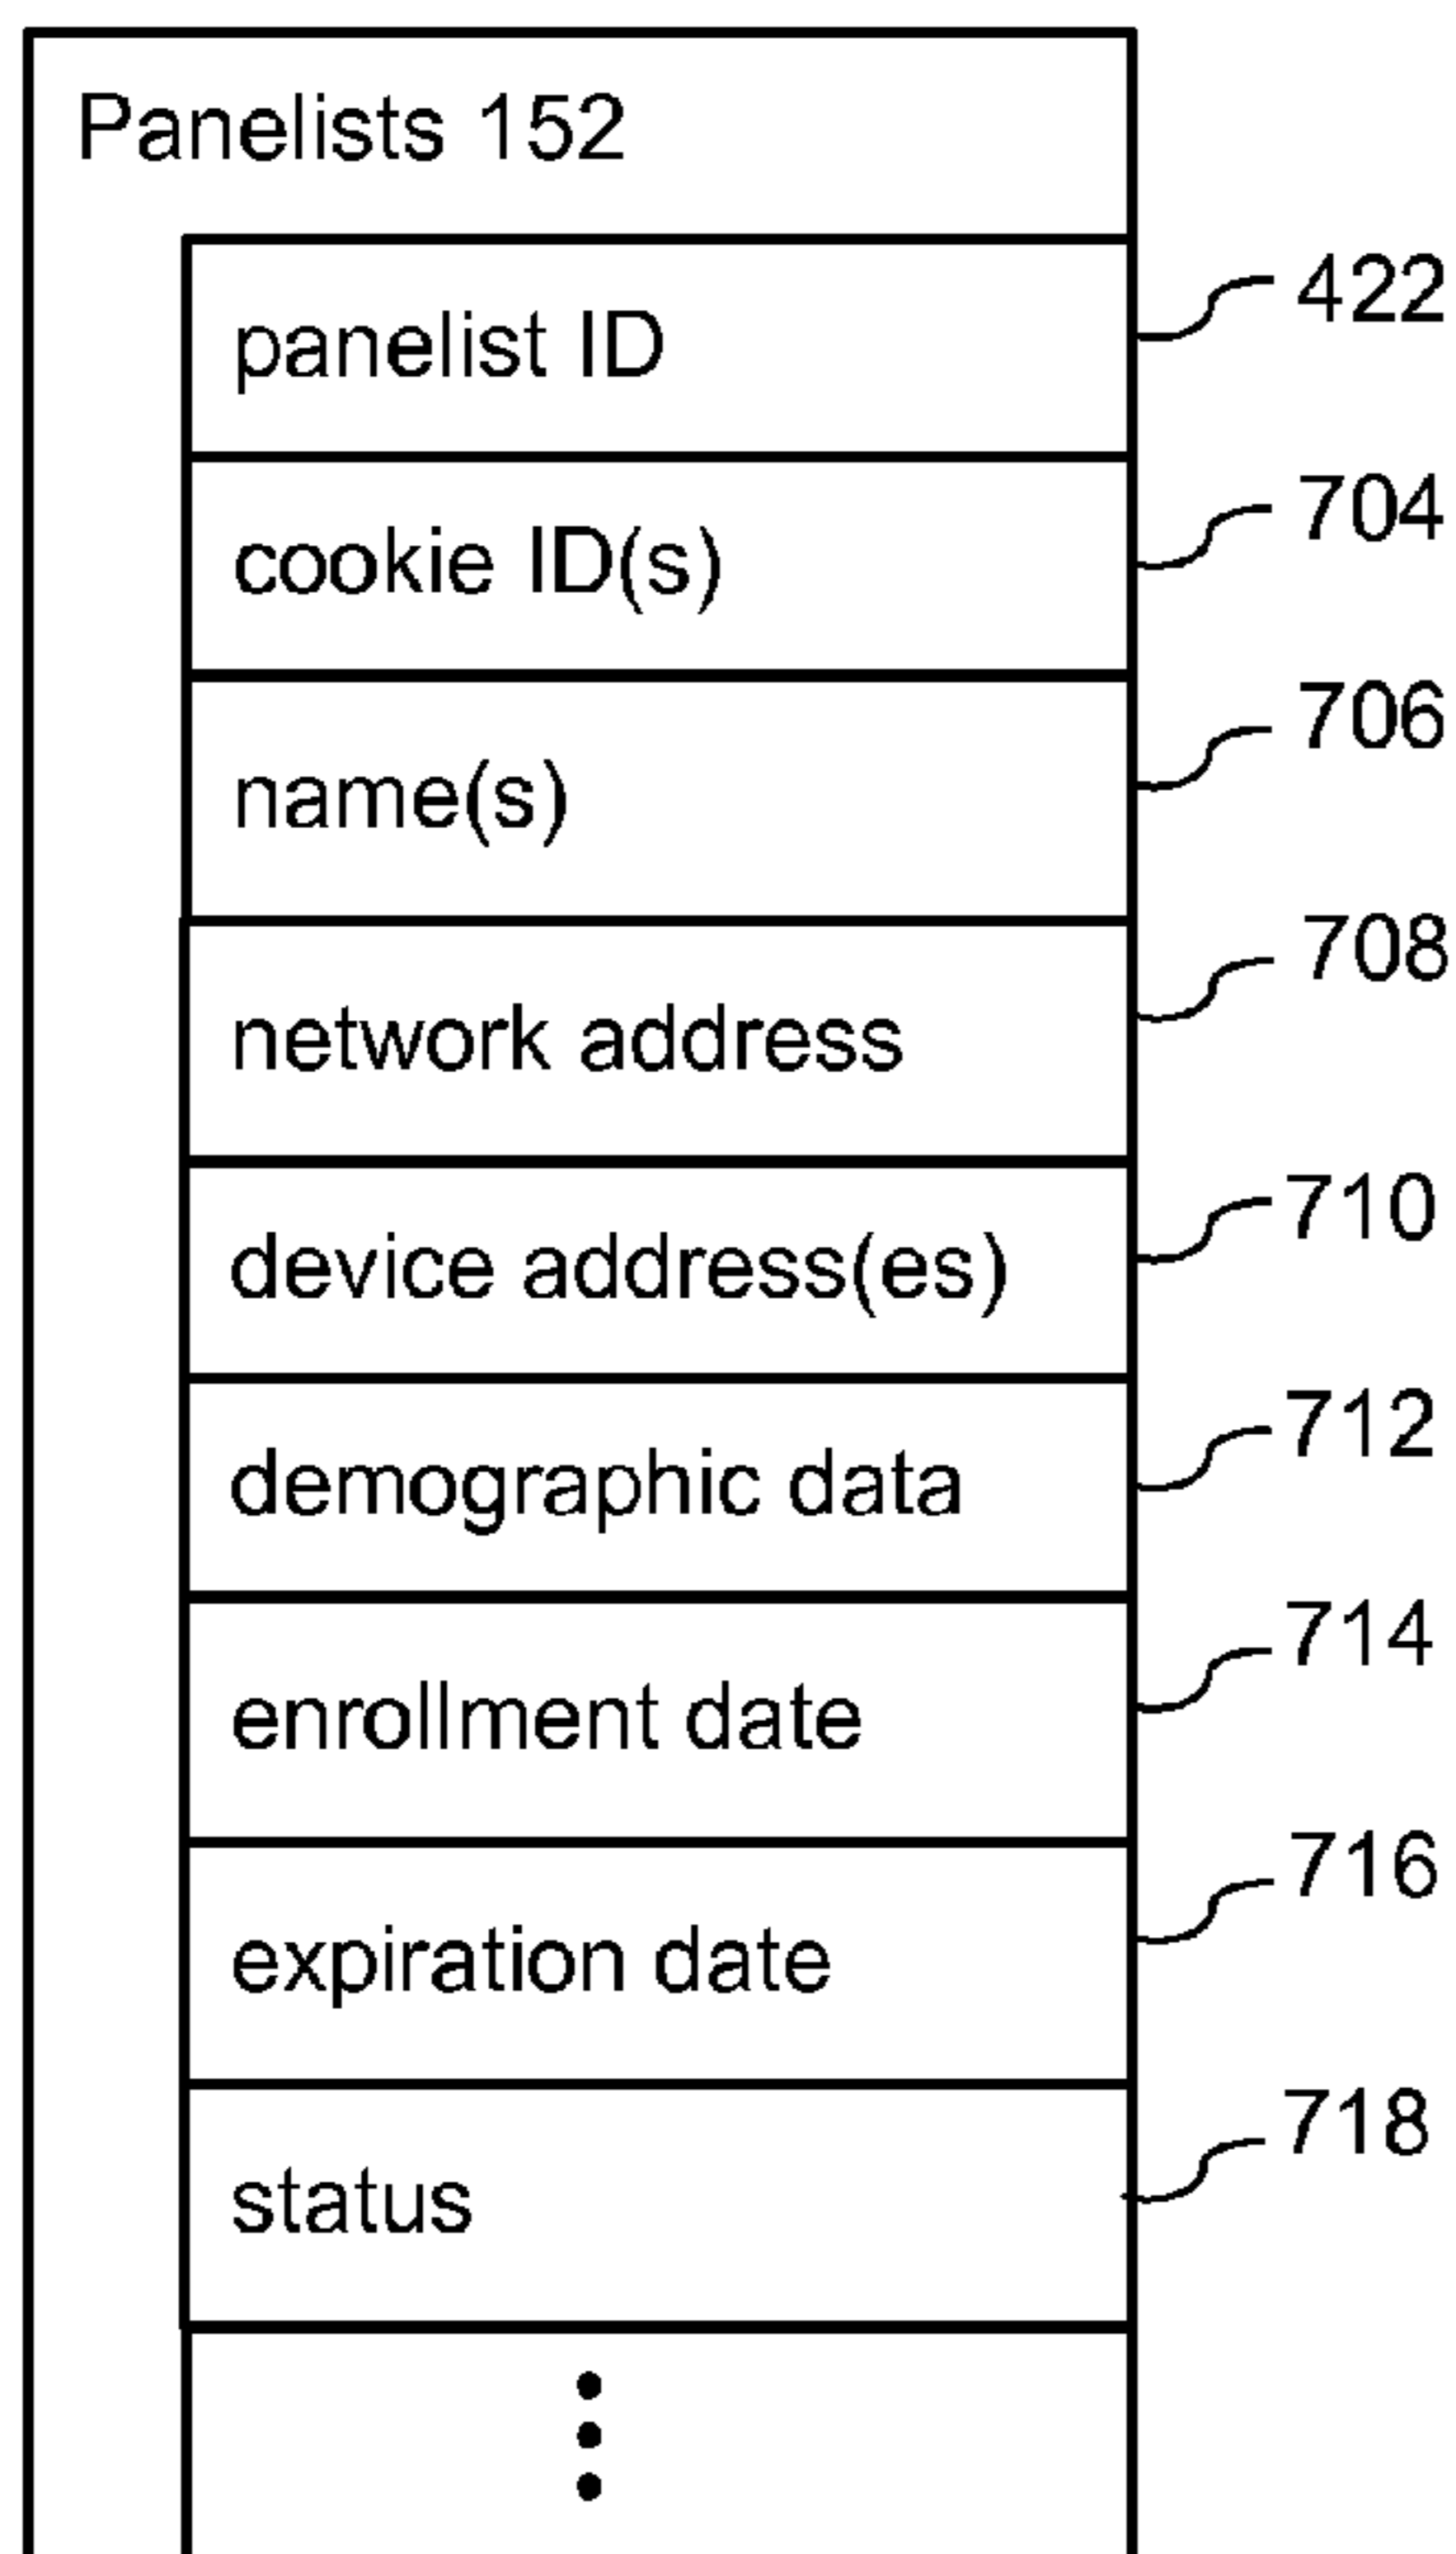 Panelists 152
panelist ID 422
cookie ID(s) 704
name(s) 706
network address 708
device address(es) 710
demographic data 712
enrollment date 714
expiration date 716
status 718